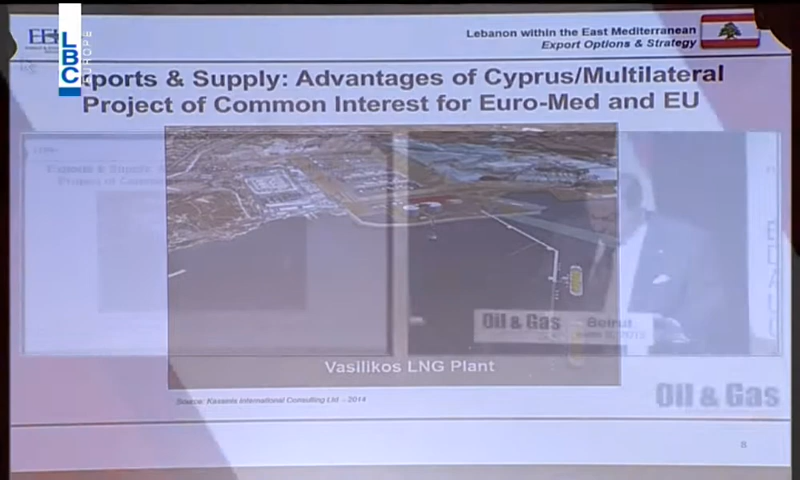 LBC
EUROPE
Lebanon within the East Mediterranean
Export Options & Strategy
ports & Supply: Advantages of Cyprus/Multilateral
Project of Common Interest for Euro-Med and EU
Oil & Gas
Beirut
Vasilikos LNG Plant
Source: Kassinis International Consulting Ltd – 2014
Oil & Gas
8